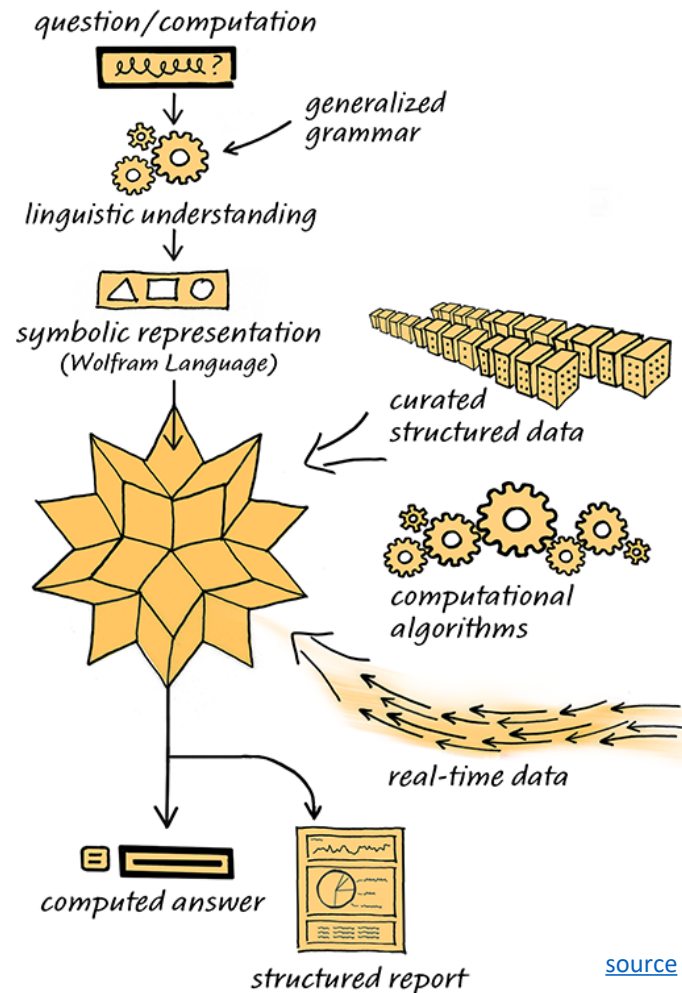 question/computation
?
generalized
grammar
linguistic understanding
symbolic representation
(Wolfram Language)
curated
structured data
computational
algorithms
real-time data
=
computed answer
structured report
source